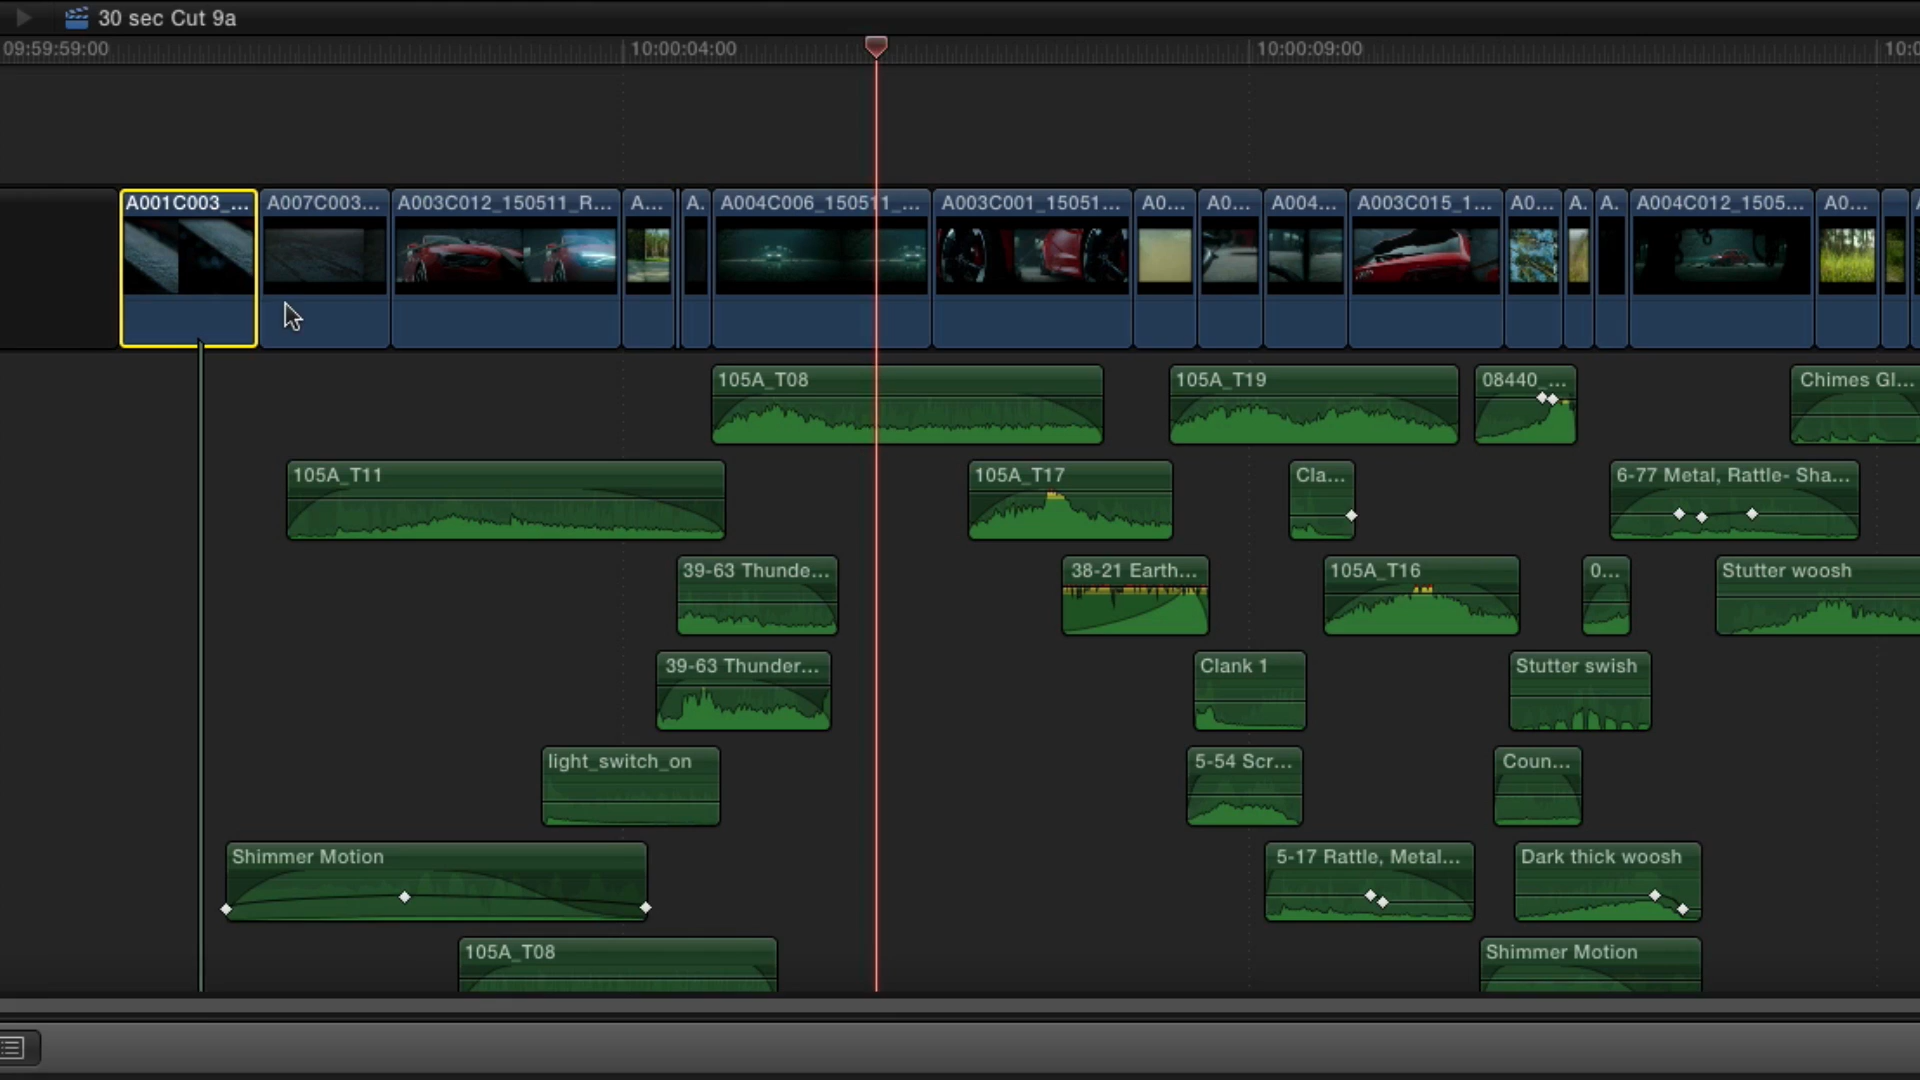 30 sec Cut 9a
09:59:59:00 10:00:04:00 10:00:09:00 10:0
A001C003_... A007C003... A003C012_150511_R... A... A. A004C006_150511_... A003C001_15051... A0... A0... A004... A003C015_1... A0... A. A. A004C012_1505... A0...
105A_T08 105A_T19 08440_... Chimes Gl...
105A_T11 105A_T17 Cla... 6-77 Metal, Rattle- Sha...
39-63 Thunde... 38-21 Earth... 105A_T16 0... Stutter woosh
39-63 Thunder... Clank 1 Stutter swish
light_switch_on 5-54 Scr... Coun...
Shimmer Motion 5-17 Rattle, Metal... Dark thick woosh
105A_T08 Shimmer Motion